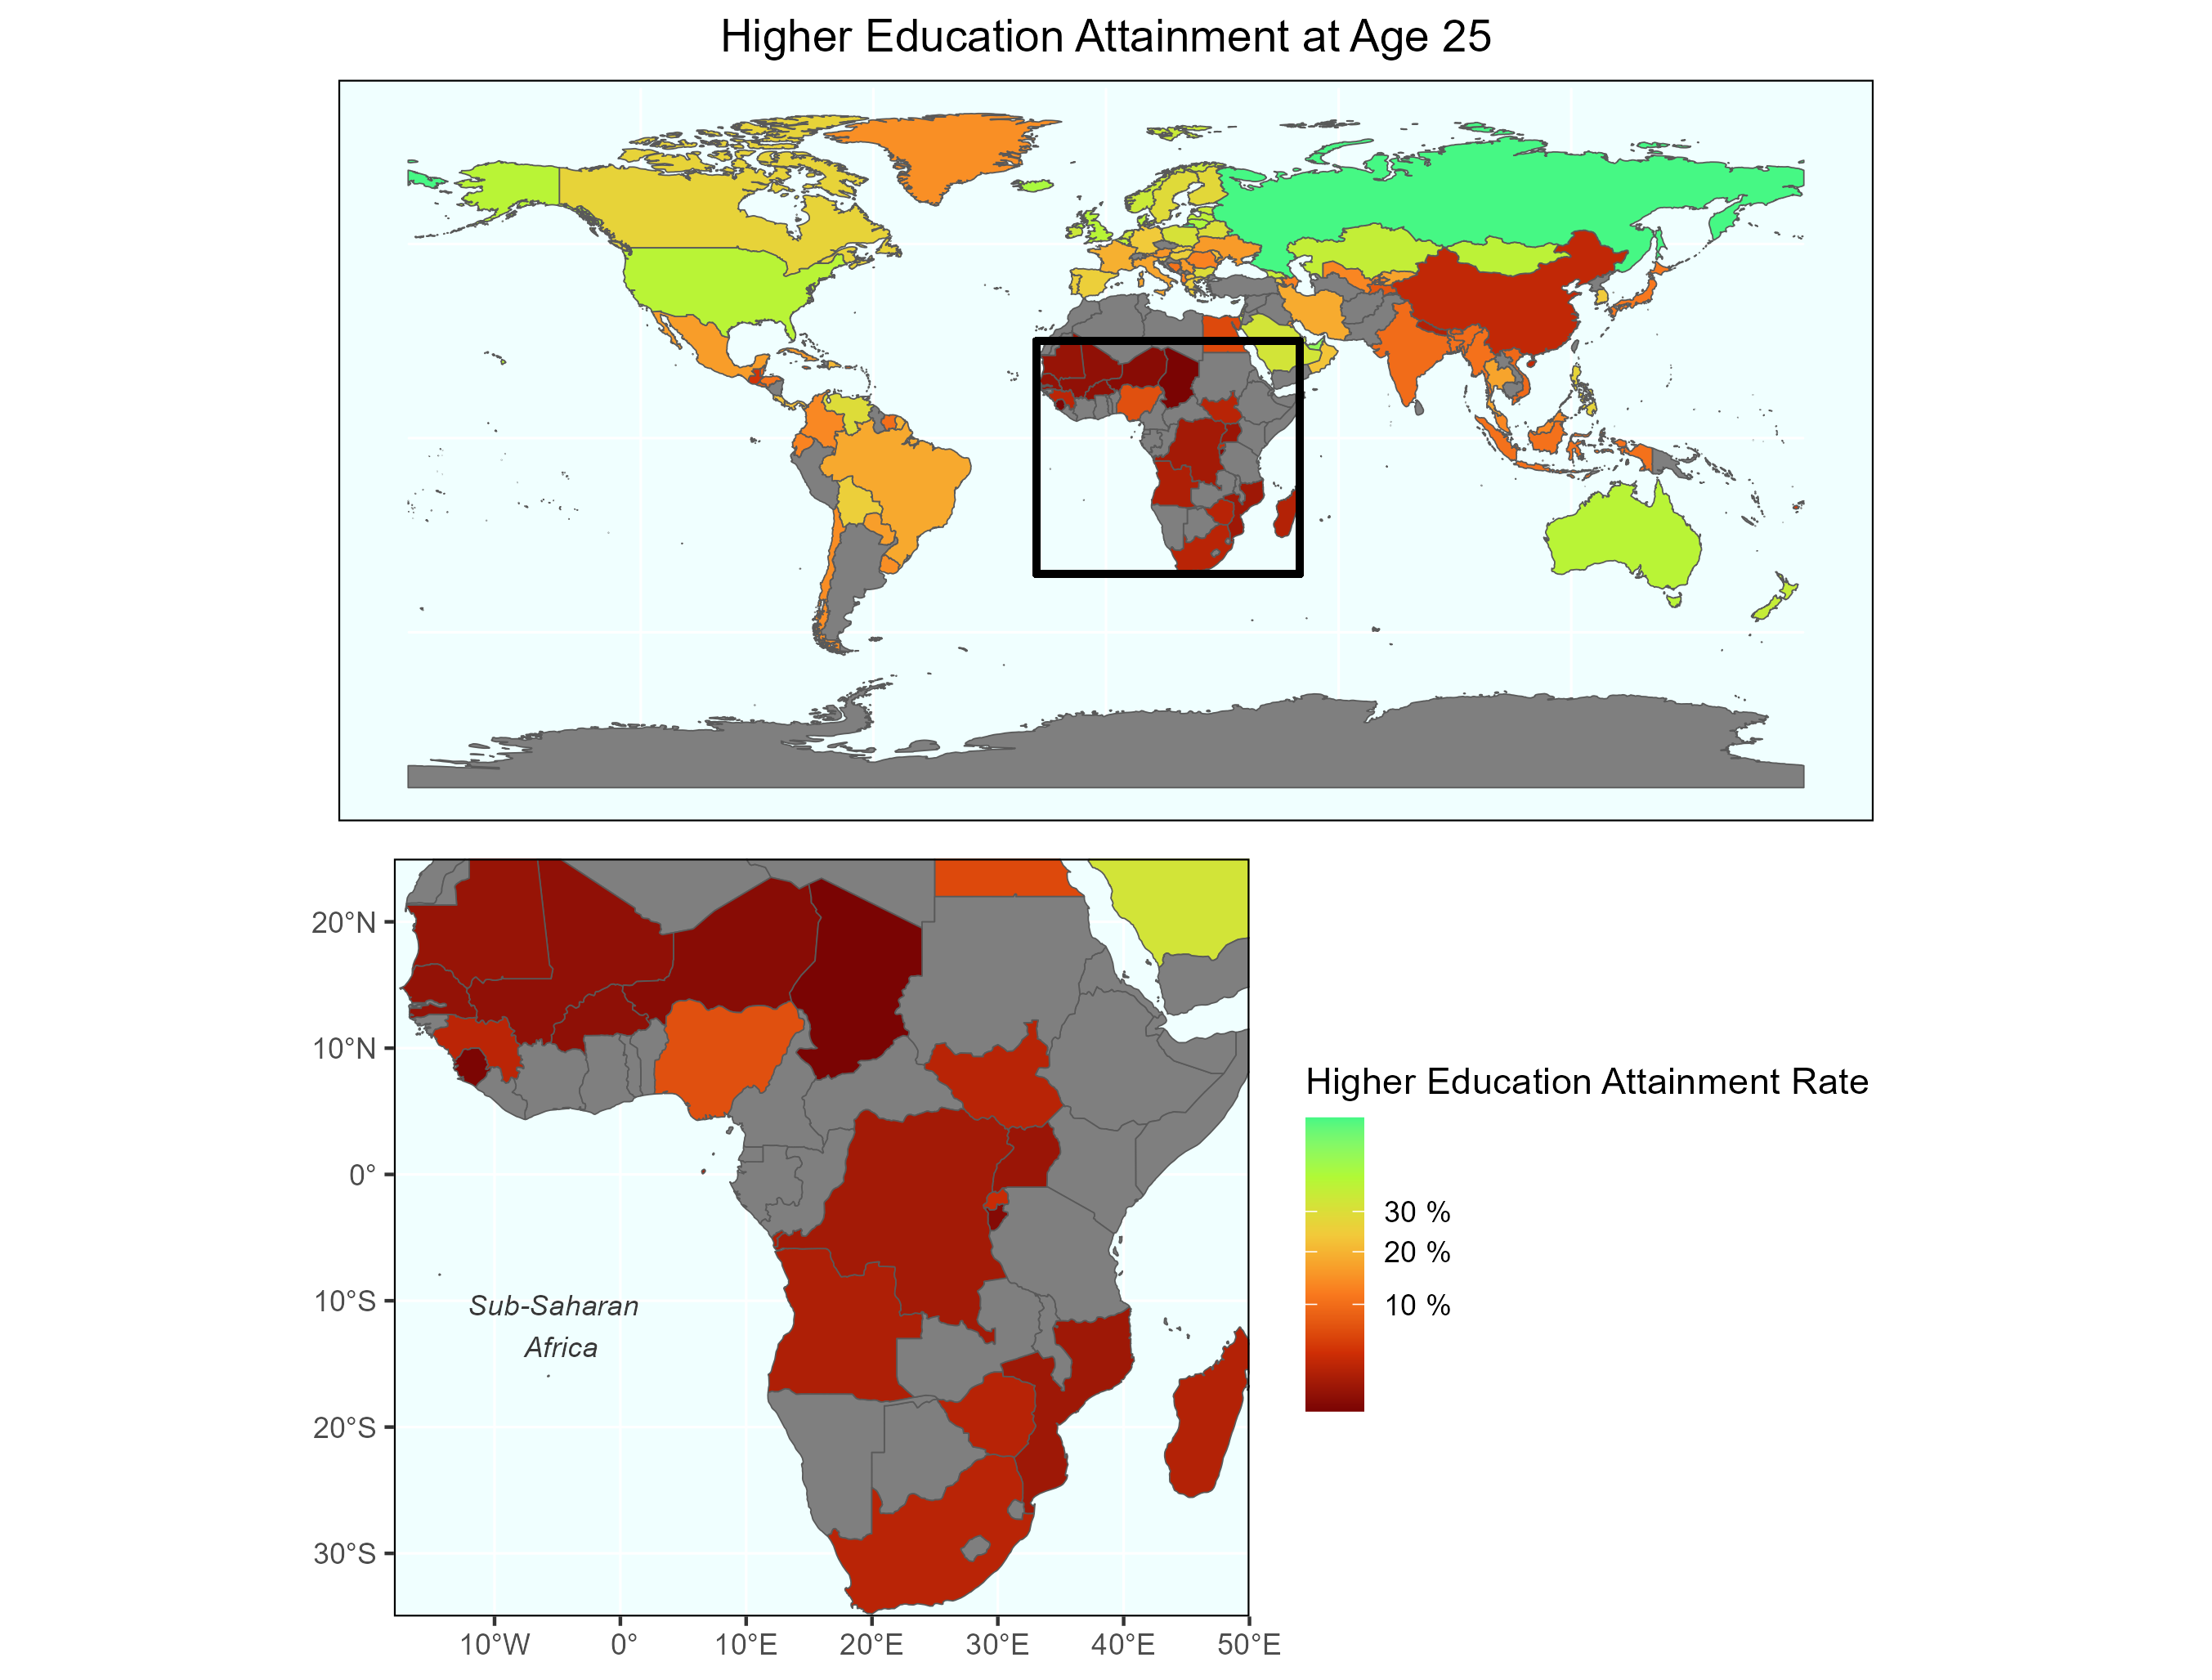 Higher Education Attainment at Age 25
20°N
10°N
0°
10°S
20°S
30°S
Sub-Saharan
Africa
10°W
0°
10°E
20°E
30°E
40°E
50°E
Higher Education Attainment Rate
30 %
20 %
10 %